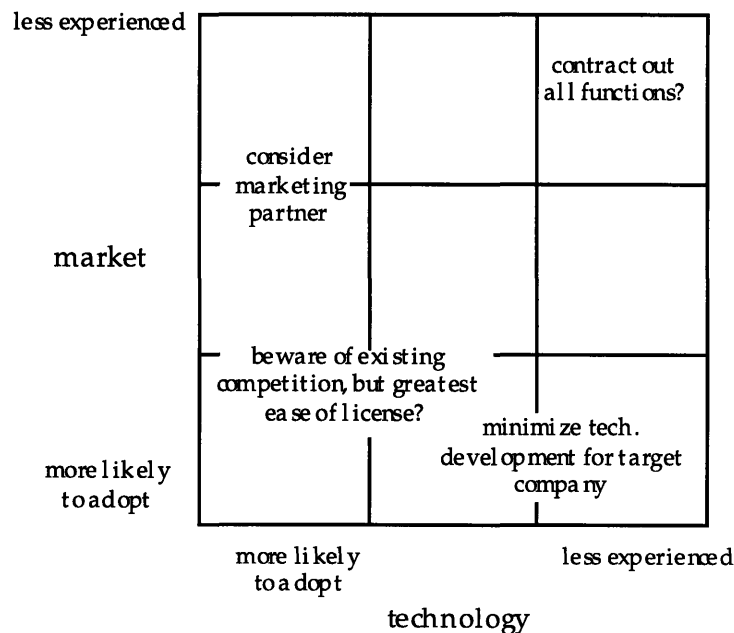 less experienced
contract out
all functions?
consider
marketing
partner
market
beware of existing
competition, but greatest
ease of license?
minimize tech.
development for target
company
more likely
to adopt
more likely
to adopt
less experienced
technology